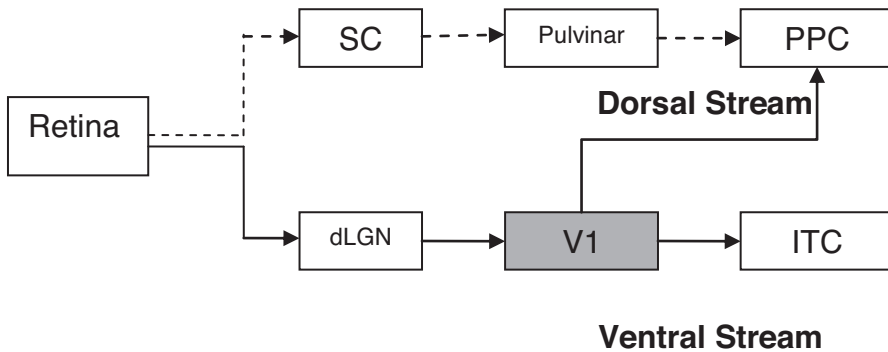 SC
Pulvinar
PPC
Retina
Dorsal Stream
dLGN
V1
ITC
Ventral Stream